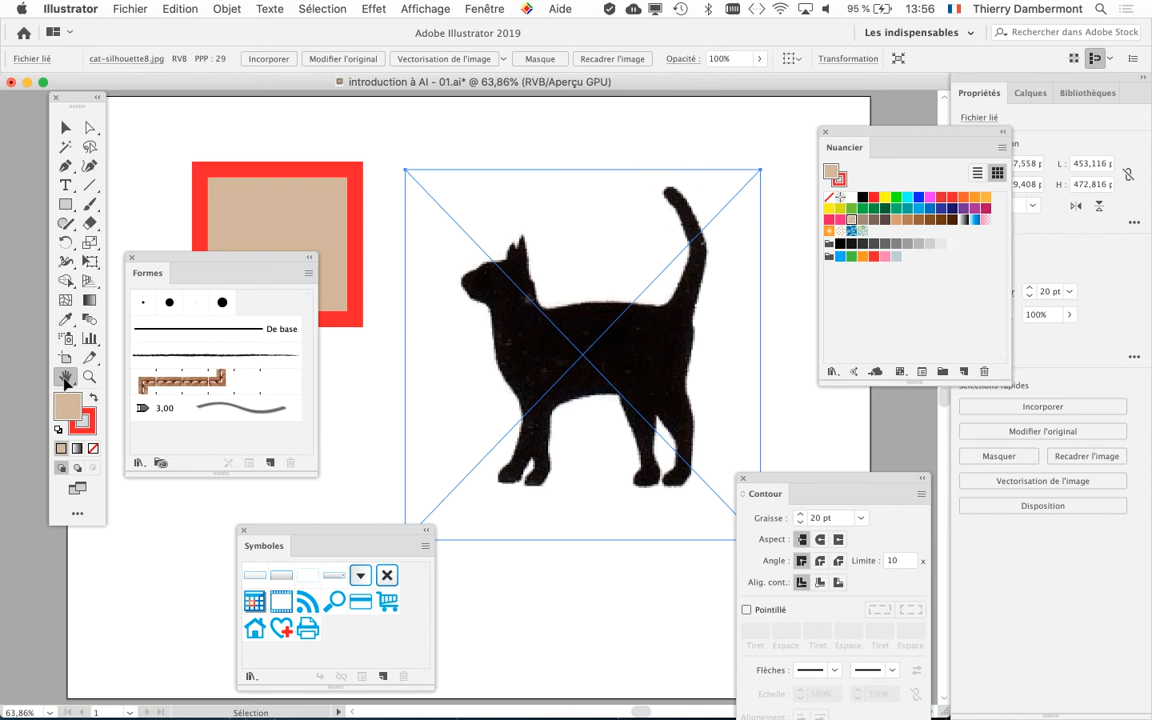 Illustrator Fichier Edition Objet Texte Sélection Effet Affichage Fenêtre Aide 95 % 13:56 Thierry Dambermont
Adobe Illustrator 2019 Les indispensables Rechercher dans Adobe Stock
Fichier lié cat-silhouette8.jpg RVB PPP : 29 Incorporer Modifier l'original Vectorisation de l'image Masque Recadrer l'image Opacité : 100% Transformation
introduction à AI - 01.ai* @ 63,86% (RVB/Aperçu GPU)
Propriétés Calques Bibliothèques
Fichier lié
Nuancier
7,558 p L : 453,116 p
9,408 p H : 472,816 p
Formes
20 pt
100%
De base
3,00
Sélections rapides
Incorporer
Modifier l'original
Masquer Recadrer l'image
Vectorisation de l'image
Disposition
Contour
Graisse : 20 pt
Aspect :
Angle : Limite : 10 x
Alig. cont. :
Pointillé
Tiret Espace Tiret Espace Tiret Espace
Flèches :
Echelle : 100% 100%
Alignement :
Symboles
63,86% 1 Sélection